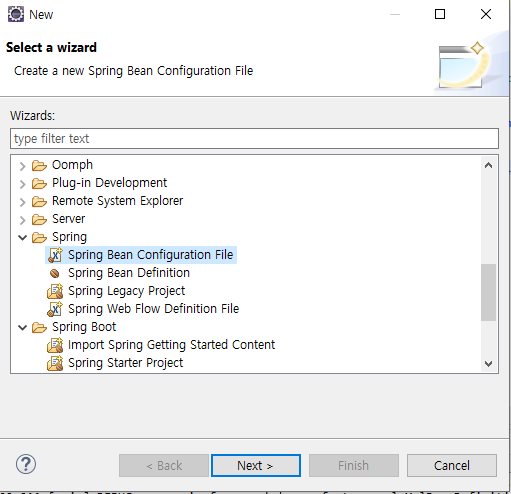 New
Select a wizard
Create a new Spring Bean Configuration File
Wizards:
type filter text
Oomph
Plug-in Development
Remote System Explorer
Server
Spring
Spring Bean Configuration File
Spring Bean Definition
Spring Legacy Project
Spring Web Flow Definition File
Spring Boot
Import Spring Getting Started Content
Spring Starter Project
? < Back Next > Finish Cancel